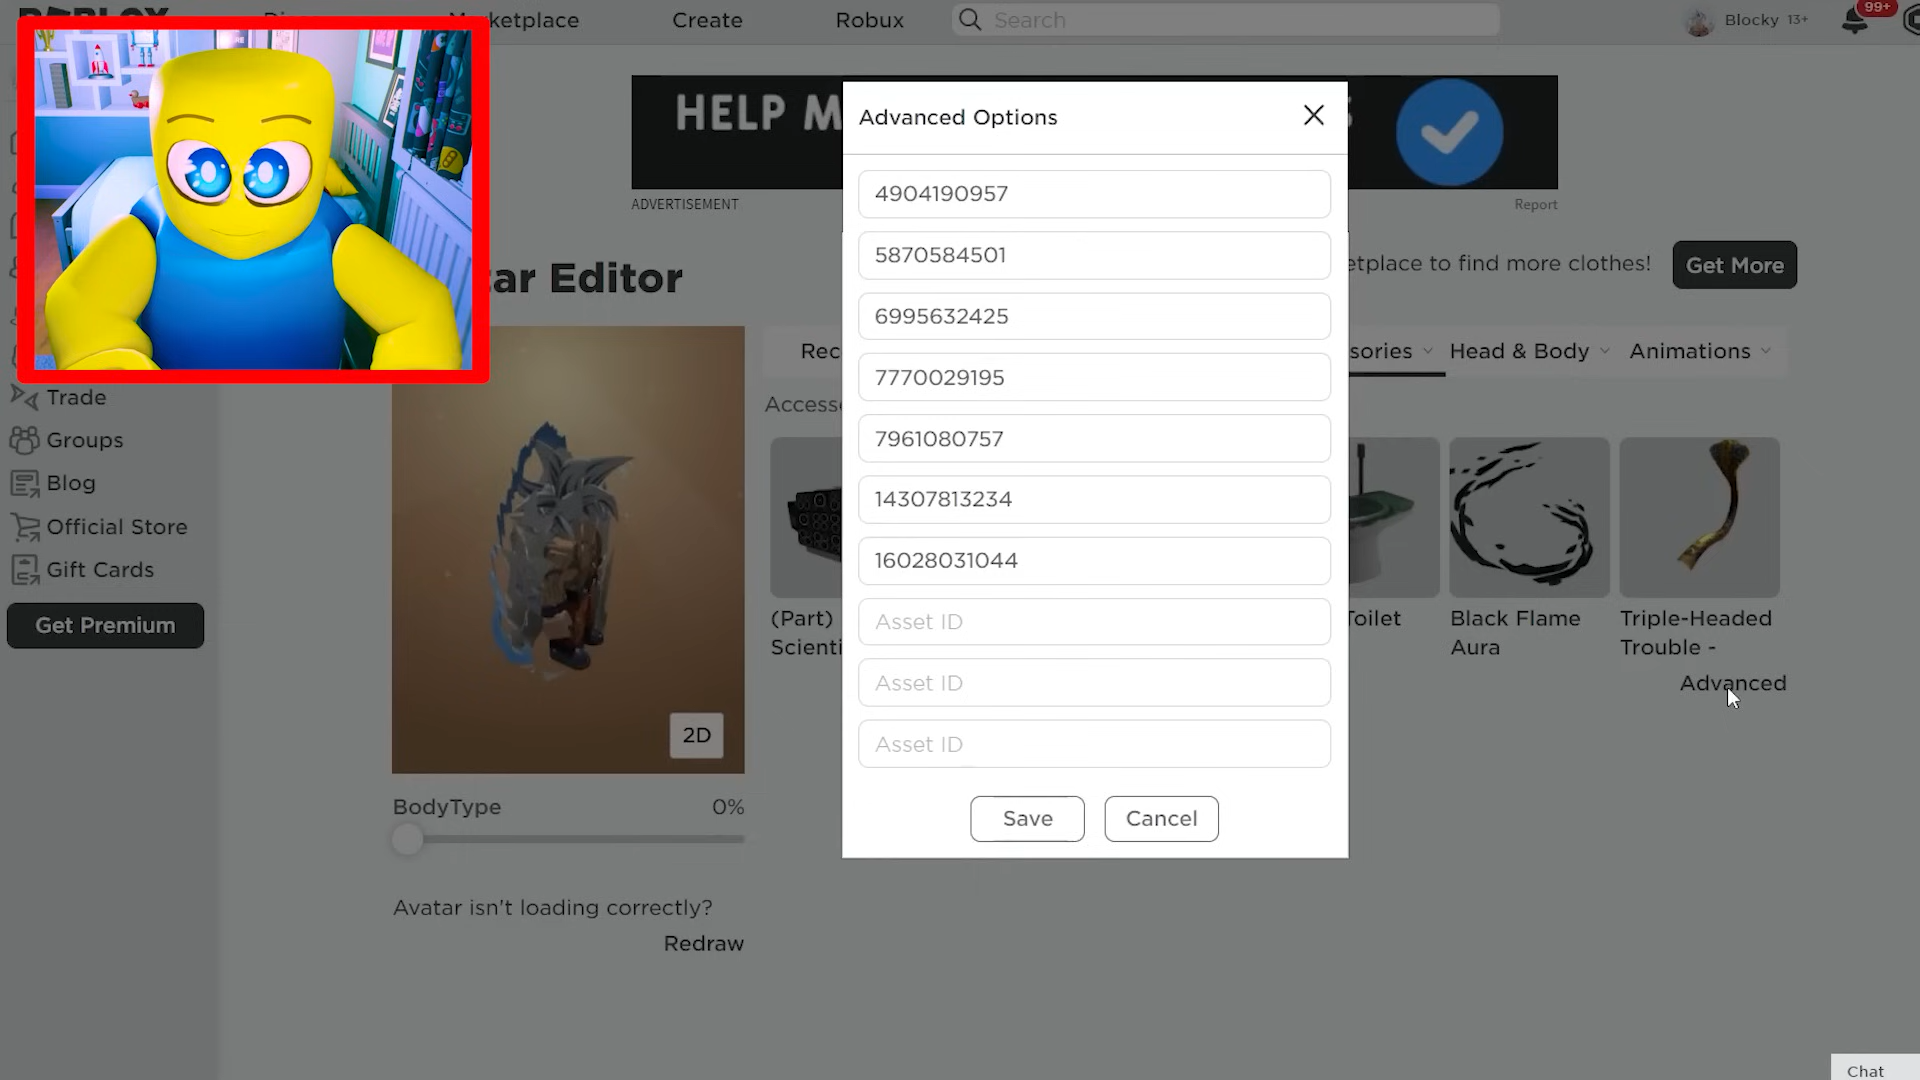 Create
Robux
Search
Blocky 13+
99+
HELP M
Advanced Options
ADVERTISEMENT
Report
4904190957
5870584501
6995632425
7770029195
7961080757
14307813234
16028031044
Asset ID
Asset ID
Asset ID
Save
Cancel
etplace to find more clothes!
Get More
ar Editor
Rec
sories
Head & Body
Animations
Accesso
Trade
Groups
Blog
Official Store
Gift Cards
Get Premium
(Part)
Scienti
Toilet
Black Flame
Aura
Triple-Headed
Trouble -
Advanced
2D
BodyType
0%
Avatar isn't loading correctly?
Redraw
Chat